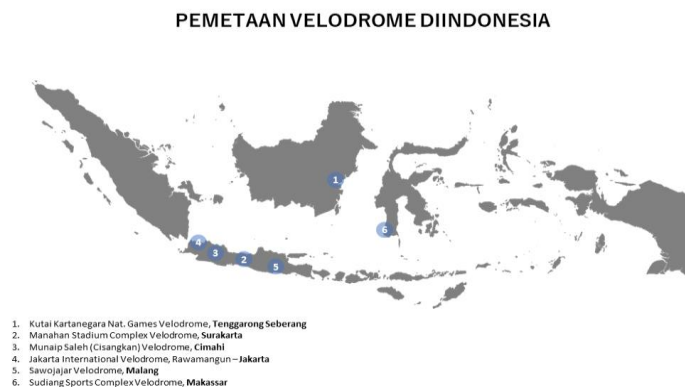 PEMETAAN VELODROME DIINDONESIA
1
6
4
3
2
5
1. Kutai Kartanegara Nat. Games Velodrome, Tenggarong Seberang
2. Manahan Stadium Complex Velodrome, Surakarta
3. Munaip Saleh (Cisangkan) Velodrome, Cimahi
4. Jakarta International Velodrome, Rawamangun – Jakarta
5. Sawojajar Velodrome, Malang
6. Sudiang Sports Complex Velodrome, Makassar